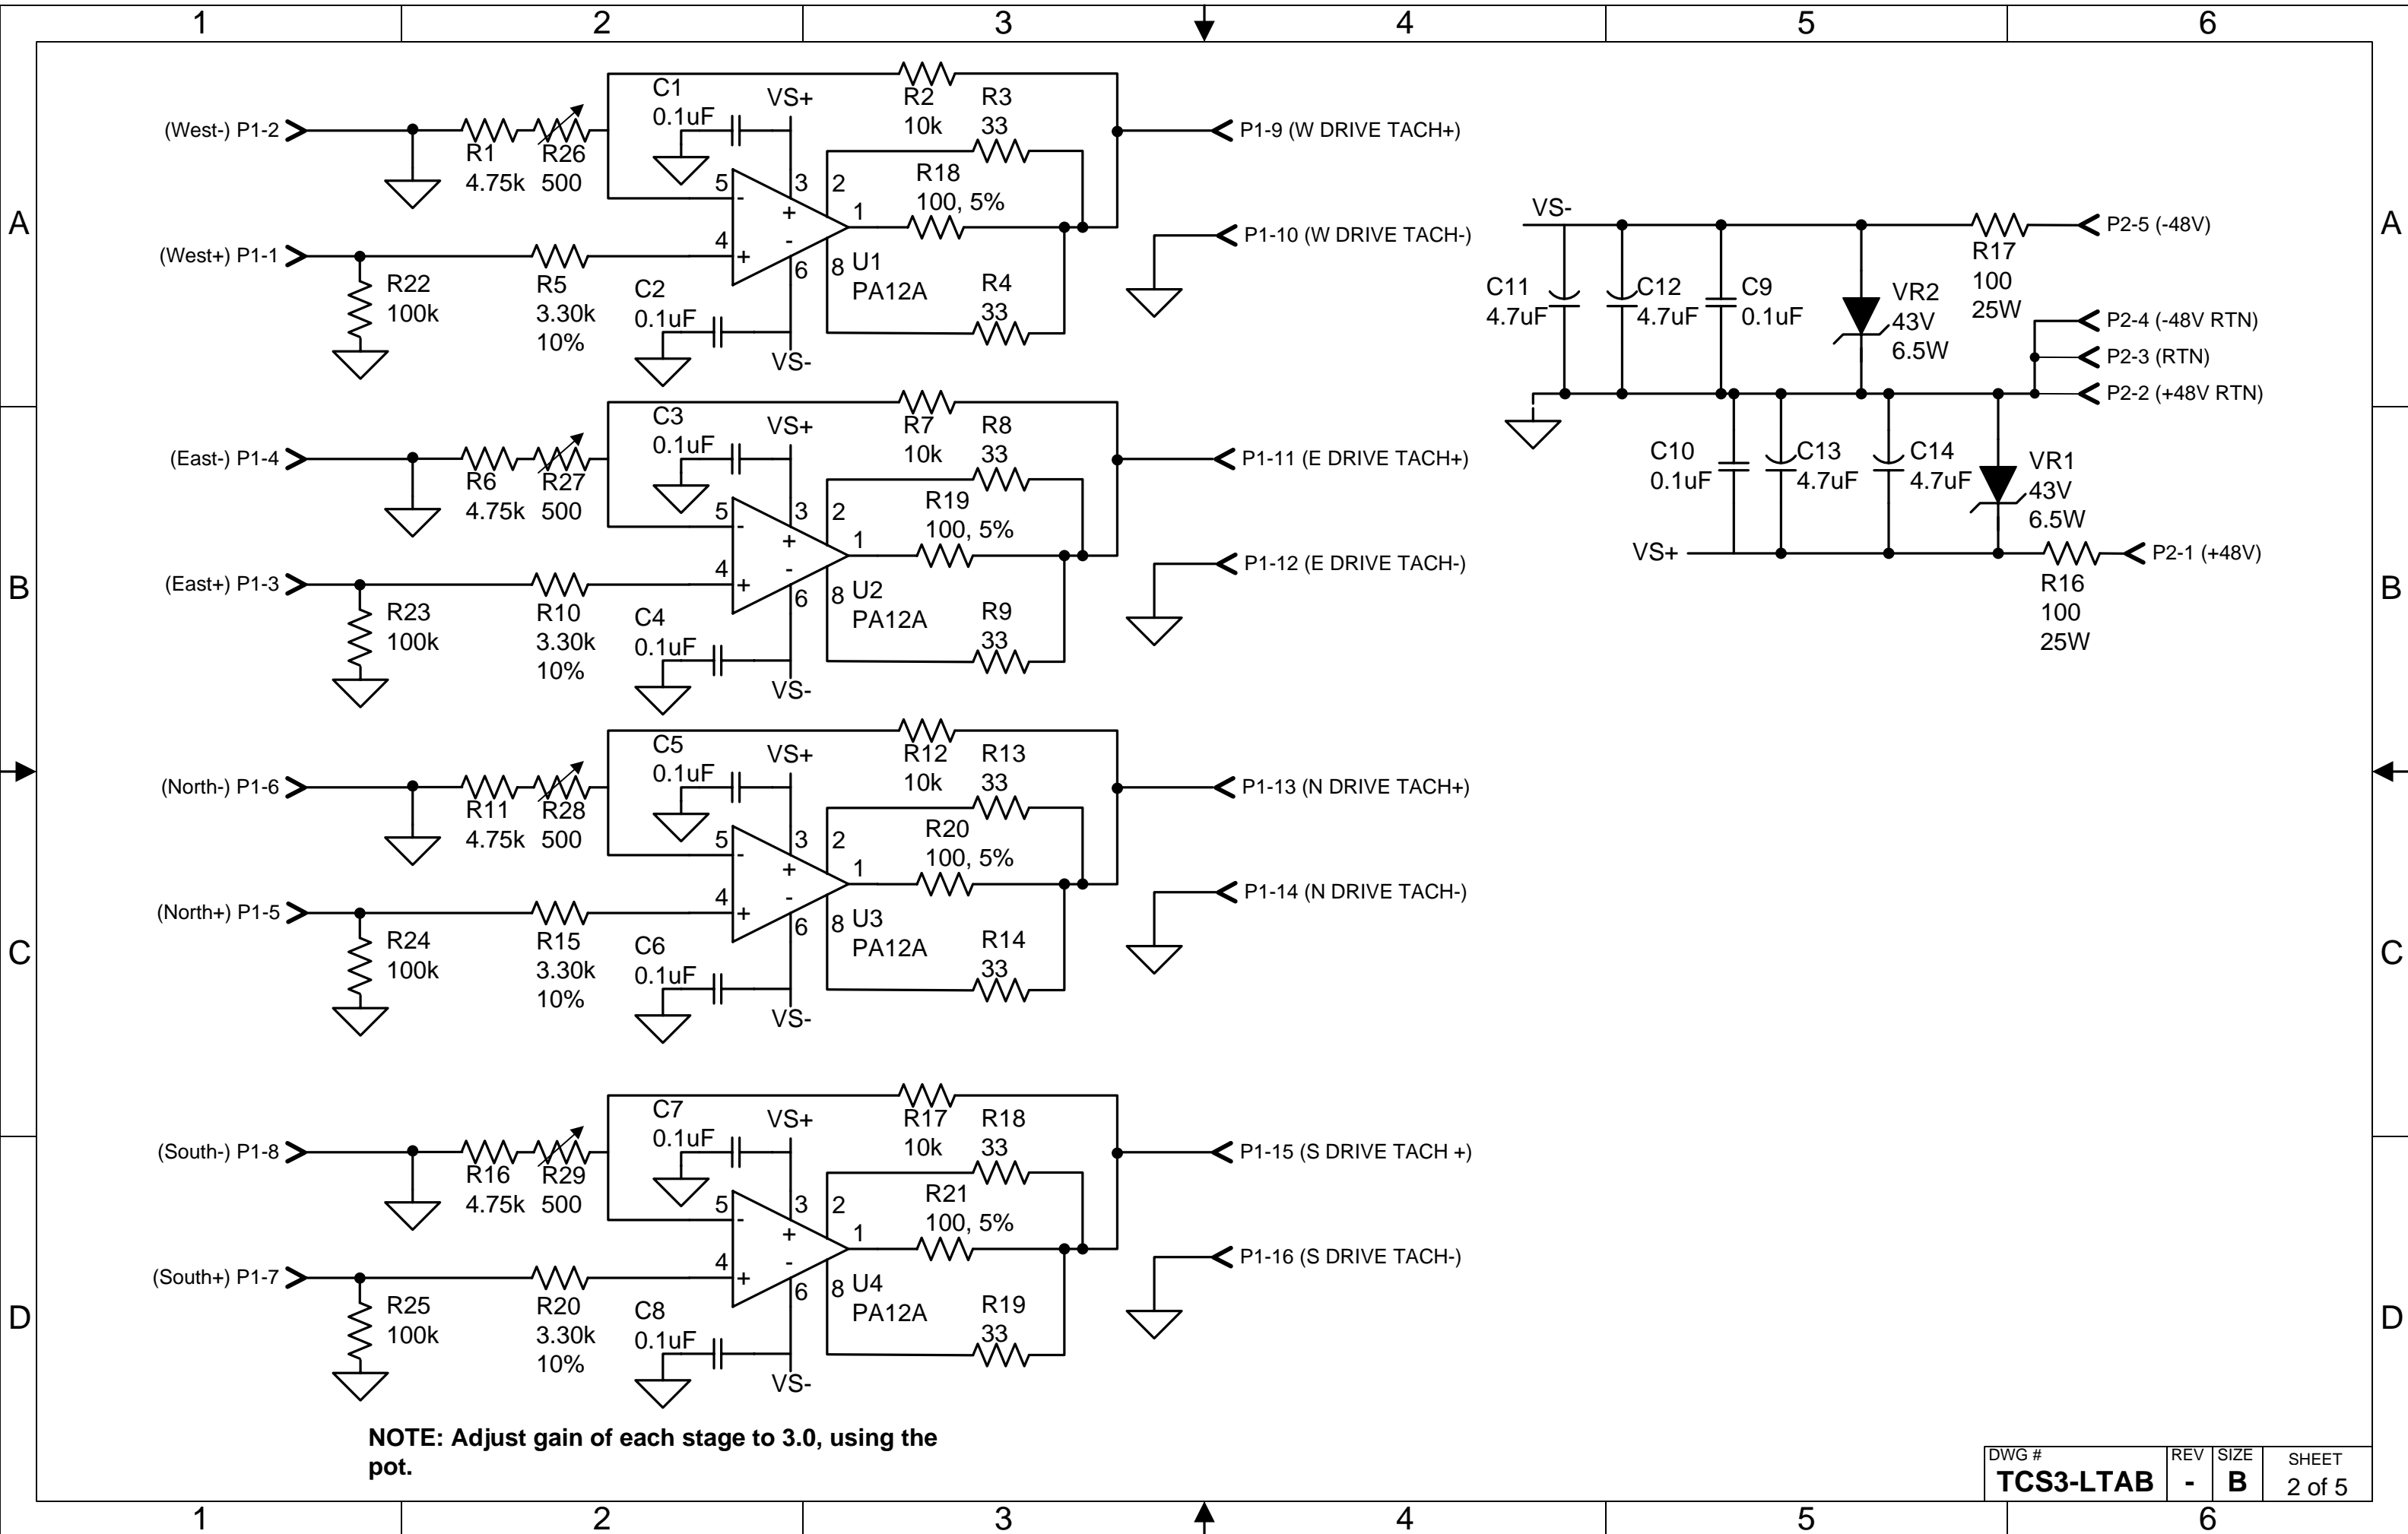 1 2 3 4 5 6
A A
B B
C C
D D
(West-) P1-2
R1
4.75k
R26
500
C1
0.1uF
VS+
R2
10k
R3
33
R18
100, 5%
P1-9 (W DRIVE TACH+)
5 - 3 2
+ 1
- 
4 + 6 8
U1
PA12A
(West+) P1-1
R22
100k
R5
3.30k
10%
C2
0.1uF
VS-
R4
33
P1-10 (W DRIVE TACH-)
(East-) P1-4
R6
4.75k
R27
500
C3
0.1uF
VS+
R7
10k
R8
33
R19
100, 5%
P1-11 (E DRIVE TACH+)
5 - 3 2
+ 1
-
4 + 6 8
U2
PA12A
(East+) P1-3
R23
100k
R10
3.30k
10%
C4
0.1uF
VS-
R9
33
P1-12 (E DRIVE TACH-)
(North-) P1-6
R11
4.75k
R28
500
C5
0.1uF
VS+
R12
10k
R13
33
R20
100, 5%
P1-13 (N DRIVE TACH+)
5 - 3 2
+ 1
-
4 + 6 8
U3
PA12A
(North+) P1-5
R24
100k
R15
3.30k
10%
C6
0.1uF
VS-
R14
33
P1-14 (N DRIVE TACH-)
(South-) P1-8
R16
4.75k
R29
500
C7
0.1uF
VS+
R17
10k
R18
33
R21
100, 5%
P1-15 (S DRIVE TACH +)
5 - 3 2
+ 1
-
4 + 6 8
U4
PA12A
(South+) P1-7
R25
100k
R20
3.30k
10%
C8
0.1uF
VS-
R19
33
P1-16 (S DRIVE TACH-)
VS-
C11
4.7uF
C12
4.7uF
C9
0.1uF
VR2
43V
6.5W
R17
100
25W
P2-5 (-48V)
P2-4 (-48V RTN)
P2-3 (RTN)
P2-2 (+48V RTN)
C10
0.1uF
C13
4.7uF
C14
4.7uF
VR1
43V
6.5W
VS+
R16
100
25W
P2-1 (+48V)
NOTE: Adjust gain of each stage to 3.0, using the
pot.
DWG #
TCS3-LTAB
REV
-
SIZE
B
SHEET
2 of 5
1 2 3 4 5 6